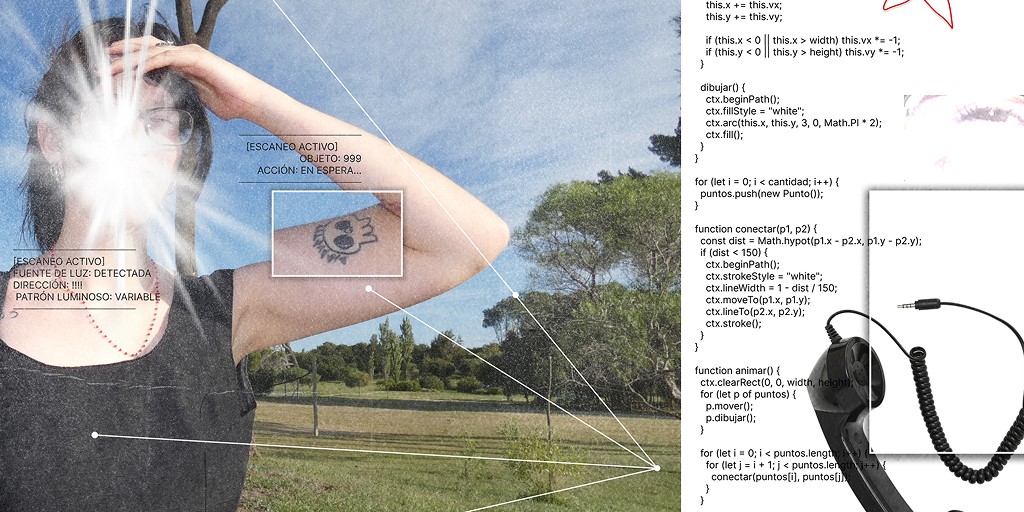 [ESCANEO ACTIVO]
OBJETO: 999
ACCIÓN: EN ESPERA...
[ESCANEO ACTIVO]
FUENTE DE LUZ: DETECTADA
DIRECCIÓN: !!!!
PATRÓN LUMINOSO: VARIABLE
this.x += this.vx;
this.y += this.vy;
if (this.x < 0 || this.x > width) this.vx *= -1;
if (this.y < 0 || this.y > height) this.vy *= -1;
}
dibujar() {
ctx.beginPath();
ctx.fillStyle = "white";
ctx.arc(this.x, this.y, 3, 0, Math.PI * 2);
ctx.fill();
}
}
for (let i = 0; i < cantidad; i++) {
puntos.push(new Punto());
}
function conectar(p1, p2) {
const dist = Math.hypot(p1.x - p2.x, p1.y - p2.y);
if (dist < 150) {
ctx.beginPath();
ctx.strokeStyle = "white";
ctx.lineWidth = 1 - dist / 150;
ctx.moveTo(p1.x, p1.y);
ctx.lineTo(p2.x, p2.y);
ctx.stroke();
}
}
function animar() {
ctx.clearRect(0, 0, width, height);
for (let p of puntos) {
p.mover();
p.dibujar();
}
for (let i = 0; i < puntos.length; i++) {
for (let j = i + 1; j < puntos.length; j++) {
conectar(puntos[i], puntos[j]);
}
}